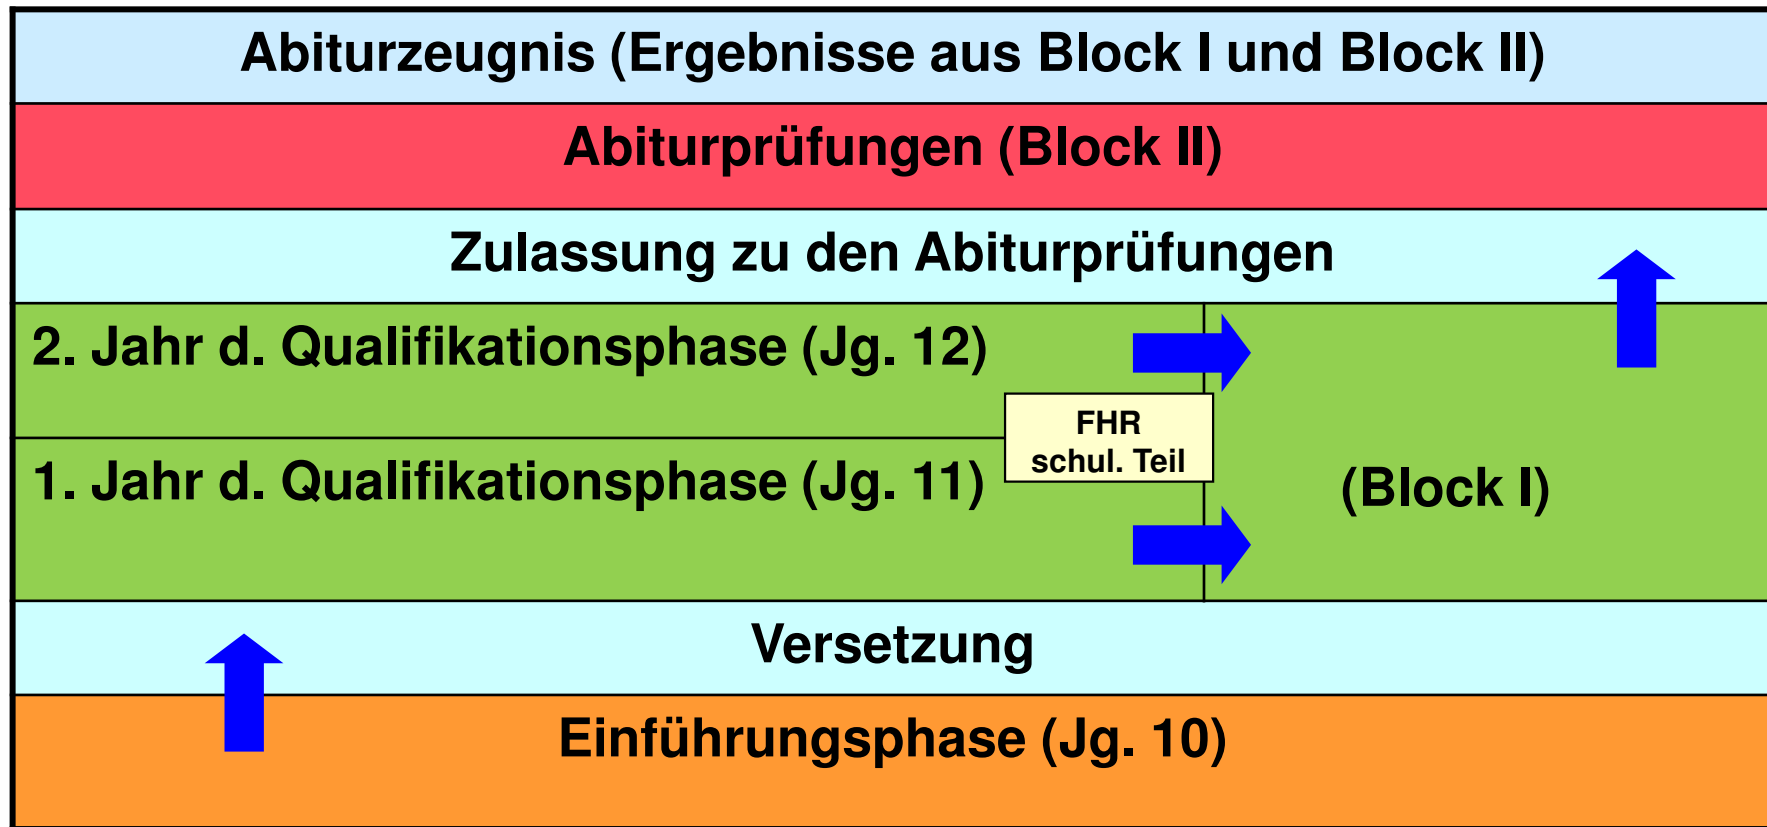 Abiturzeugnis (Ergebnisse aus Block I und Block II)
Abiturprüfungen (Block II)
Zulassung zu den Abiturprüfungen
2. Jahr d. Qualifikationsphase (Jg. 12)
FHR
schul. Teil
1. Jahr d. Qualifikationsphase (Jg. 11)
(Block I)
Versetzung
Einführungsphase (Jg. 10)